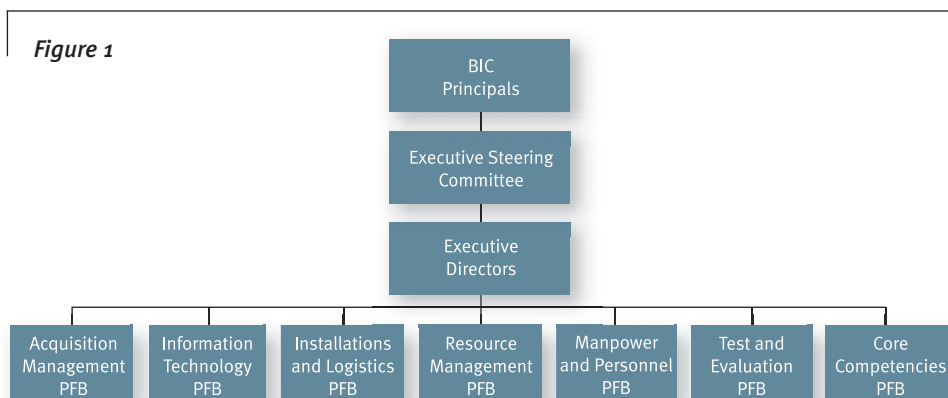 Figure 1
BIC
Principals
Executive Steering
Committee
Executive
Directors
Acquisition
Management
PFB
Information
Technology
PFB
Installations
and Logistics
PFB
Resource
Management
PFB
Manpower
and Personnel
PFB
Test and
Evaluation
PFB
Core
Competencies
PFB